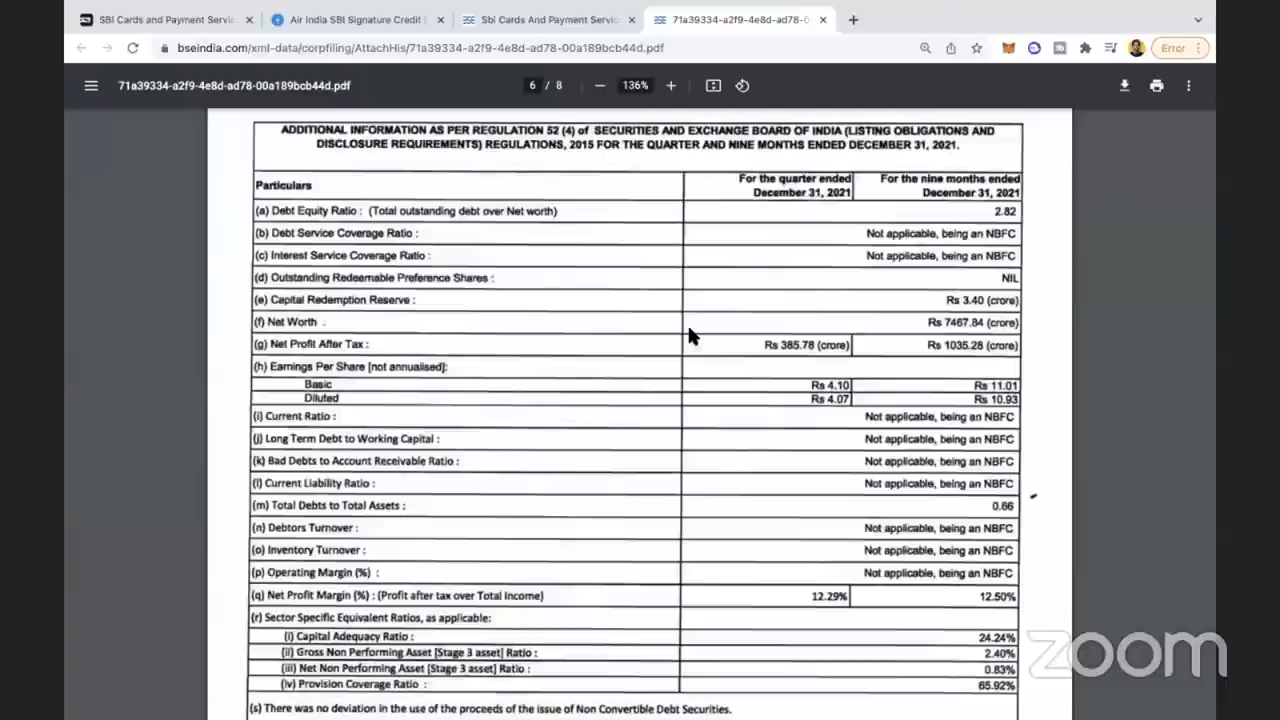 SBI Cards and Payment Servic
Air India SBI Signature Credit
Sbi Cards And Payment Servic
71a39334-a2f9-4e8d-ad78-0
bseindia.com/xml-data/corpfiling/AttachHis/71a39334-a2f9-4e8d-ad78-00a189bcb44d.pdf
Error
71a39334-a2f9-4e8d-ad78-00a189bcb44d.pdf
6 / 8
136%
ADDITIONAL INFORMATION AS PER REGULATION 52 (4) of SECURITIES AND EXCHANGE BOARD OF INDIA (LISTING OBLIGATIONS AND
DISCLOSURE REQUIREMENTS) REGULATIONS, 2015 FOR THE QUARTER AND NINE MONTHS ENDED DECEMBER 31, 2021.
Particulars
For the quarter ended
December 31, 2021
For the nine months ended
December 31, 2021
(a) Debt Equity Ratio : (Total outstanding debt over Net worth) 2.82
(b) Debt Service Coverage Ratio : Not applicable, being an NBFC
(c) Interest Service Coverage Ratio : Not applicable, being an NBFC
(d) Outstanding Redeemable Preference Shares : NIL
(e) Capital Redemption Reserve : Rs 3.40 (crore)
(f) Net Worth Rs 7467.84 (crore)
(g) Net Profit After Tax : Rs 385.78 (crore) Rs 1035.28 (crore)
(h) Earnings Per Share [not annualised]:
Basic Rs 4.10 Rs 11.01
Diluted Rs 4.07 Rs 10.93
(i) Current Ratio : Not applicable, being an NBFC
(j) Long Term Debt to Working Capital : Not applicable, being an NBFC
(k) Bad Debts to Account Receivable Ratio : Not applicable, being an NBFC
(l) Current Liability Ratio : Not applicable, being an NBFC
(m) Total Debts to Total Assets : 0.66
(n) Debtors Turnover : Not applicable, being an NBFC
(o) Inventory Turnover : Not applicable, being an NBFC
(p) Operating Margin (%) : Not applicable, being an NBFC
(q) Net Profit Margin (%) : (Profit after tax over Total Income) 12.29% 12.50%
(r) Sector Specific Equivalent Ratios, as applicable:
(i) Capital Adequacy Ratio : 24.24%
(ii) Gross Non Performing Asset [Stage 3 asset] Ratio : 2.40%
(iii) Net Non Performing Asset [Stage 3 asset] Ratio : 0.83%
(iv) Provision Coverage Ratio : 65.92%
(s) There was no deviation in the use of the proceeds of the issue of Non Convertible Debt Securities.
zoom